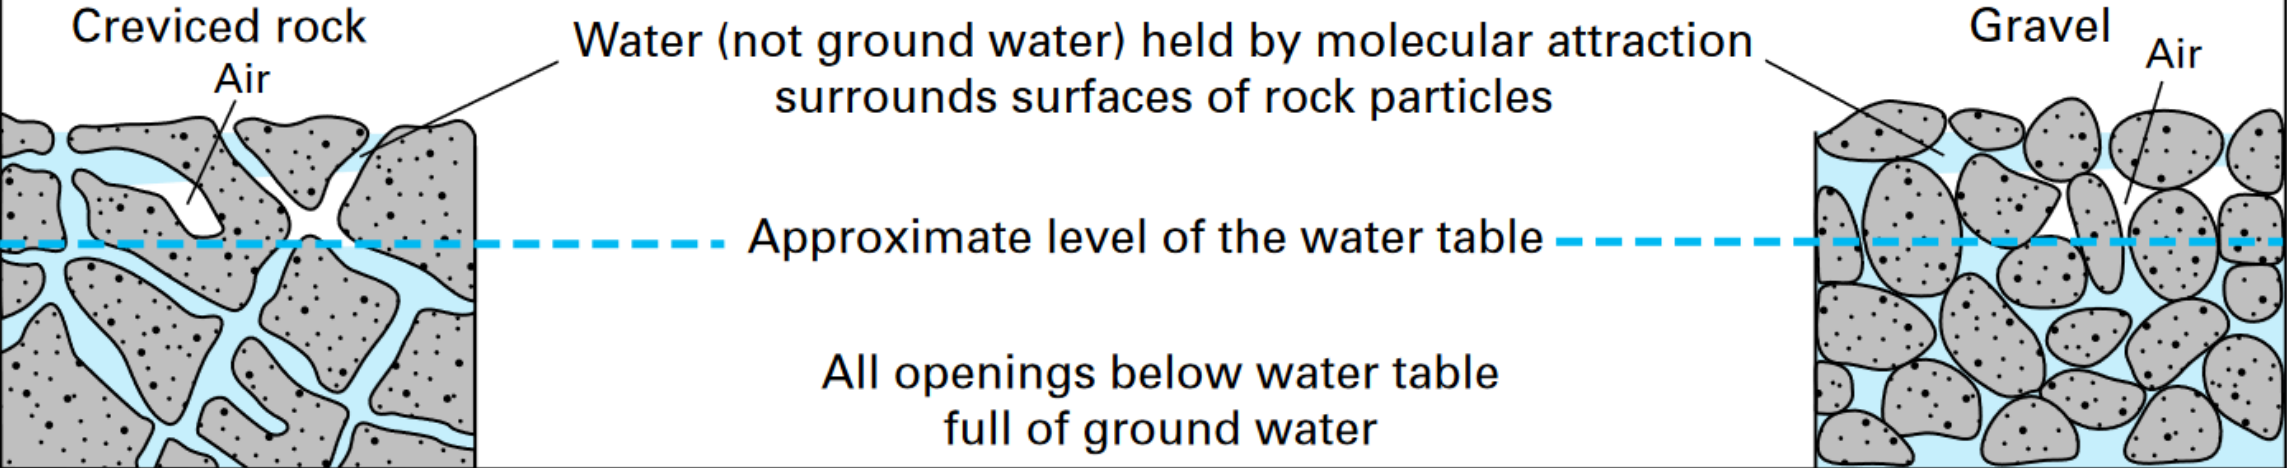 Creviced rock
Air
Water (not ground water) held by molecular attraction
surrounds surfaces of rock particles
Gravel
Air
Approximate level of the water table
All openings below water table
full of ground water